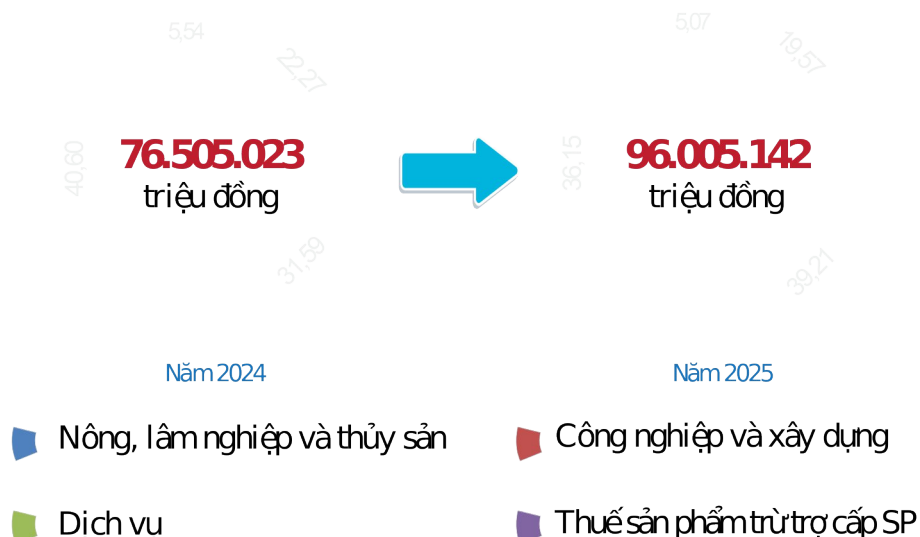 5,54
22,27
40,60
76.505.023
triệu đồng
31,59
Năm 2024
5,07
19,57
36,15
96.005.142
triệu đồng
39,21
Năm 2025
Nông, lâm nghiệp và thủy sản
Công nghiệp và xây dựng
Dịch vụ
Thuế sản phẩm trừ trợ cấp SP